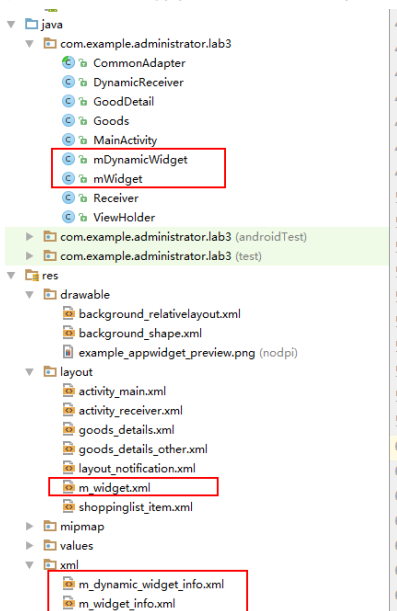 java
com.example.administrator.lab3
CommonAdapter
DynamicReceiver
GoodDetail
Goods
MainActivity
mDynamicWidget
mWidget
Receiver
ViewHolder
com.example.administrator.lab3 (androidTest)
com.example.administrator.lab3 (test)
res
drawable
background_relativelayout.xml
background_shape.xml
example_appwidget_preview.png (nodpi)
layout
activity_main.xml
activity_receiver.xml
goods_details.xml
goods_details_other.xml
layout_notification.xml
m_widget.xml
shoppinglist_item.xml
mipmap
values
xml
m_dynamic_widget_info.xml
m_widget_info.xml